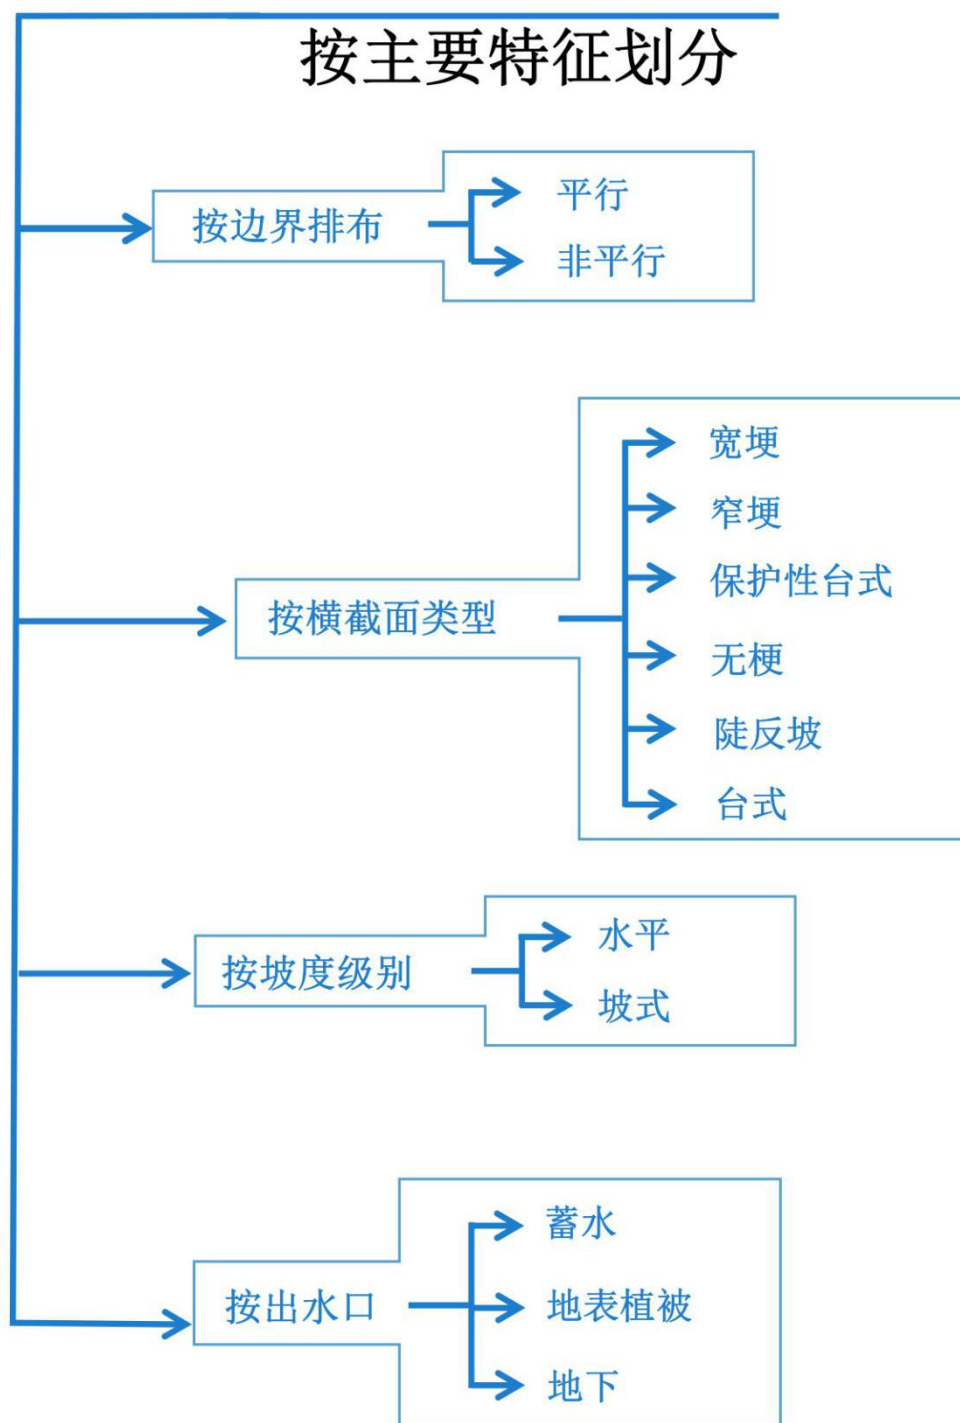 按主要特征划分
按边界排布
平行
非平行
按横截面类型
宽埂
窄埂
保护性台式
无梗
陡反坡
台式
按坡度级别
水平
坡式
按出水口
蓄水
地表植被
地下